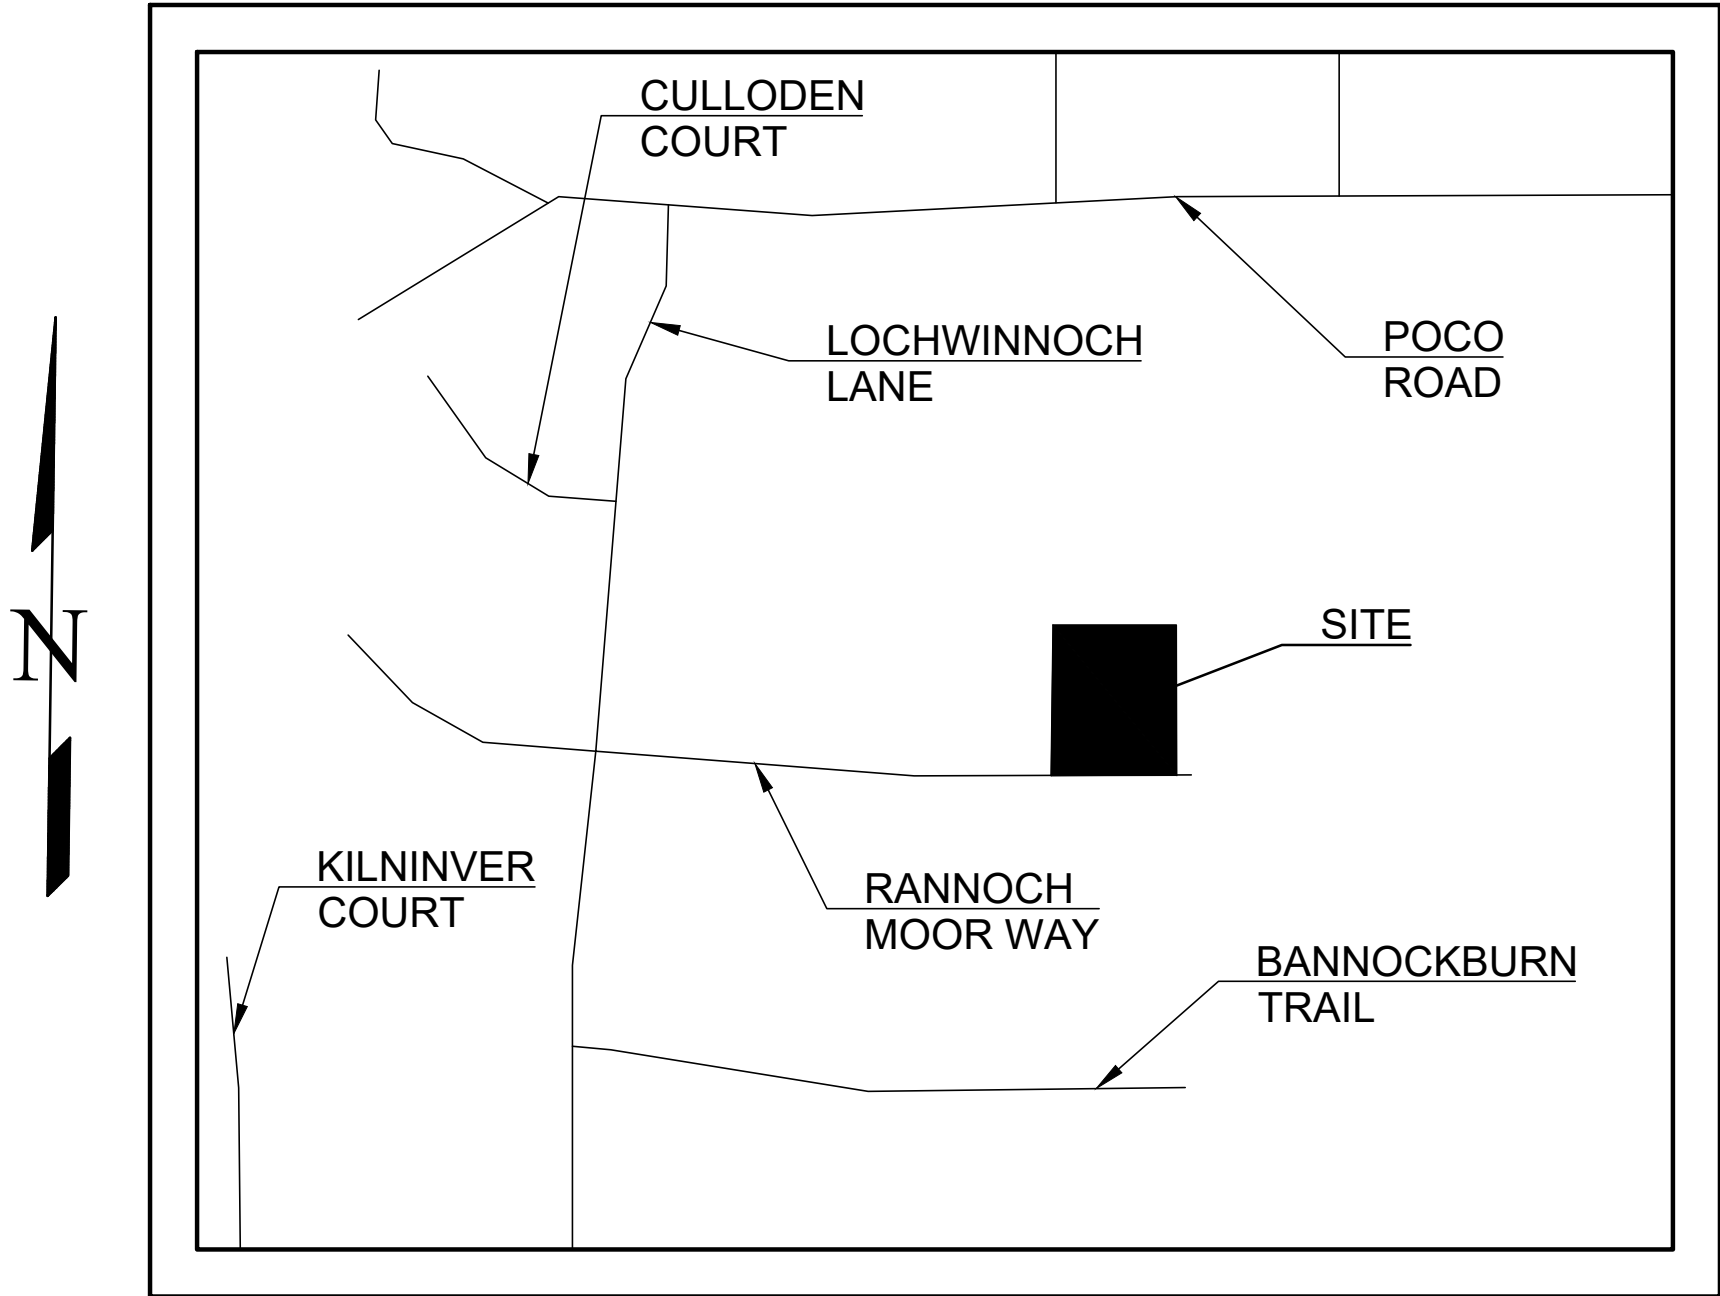 CULLODEN
COURT
LOCHWINNOCH
LANE
POCO
ROAD
N
SITE
KILNINVER
COURT
RANNOCH
MOOR WAY
BANNOCKBURN
TRAIL